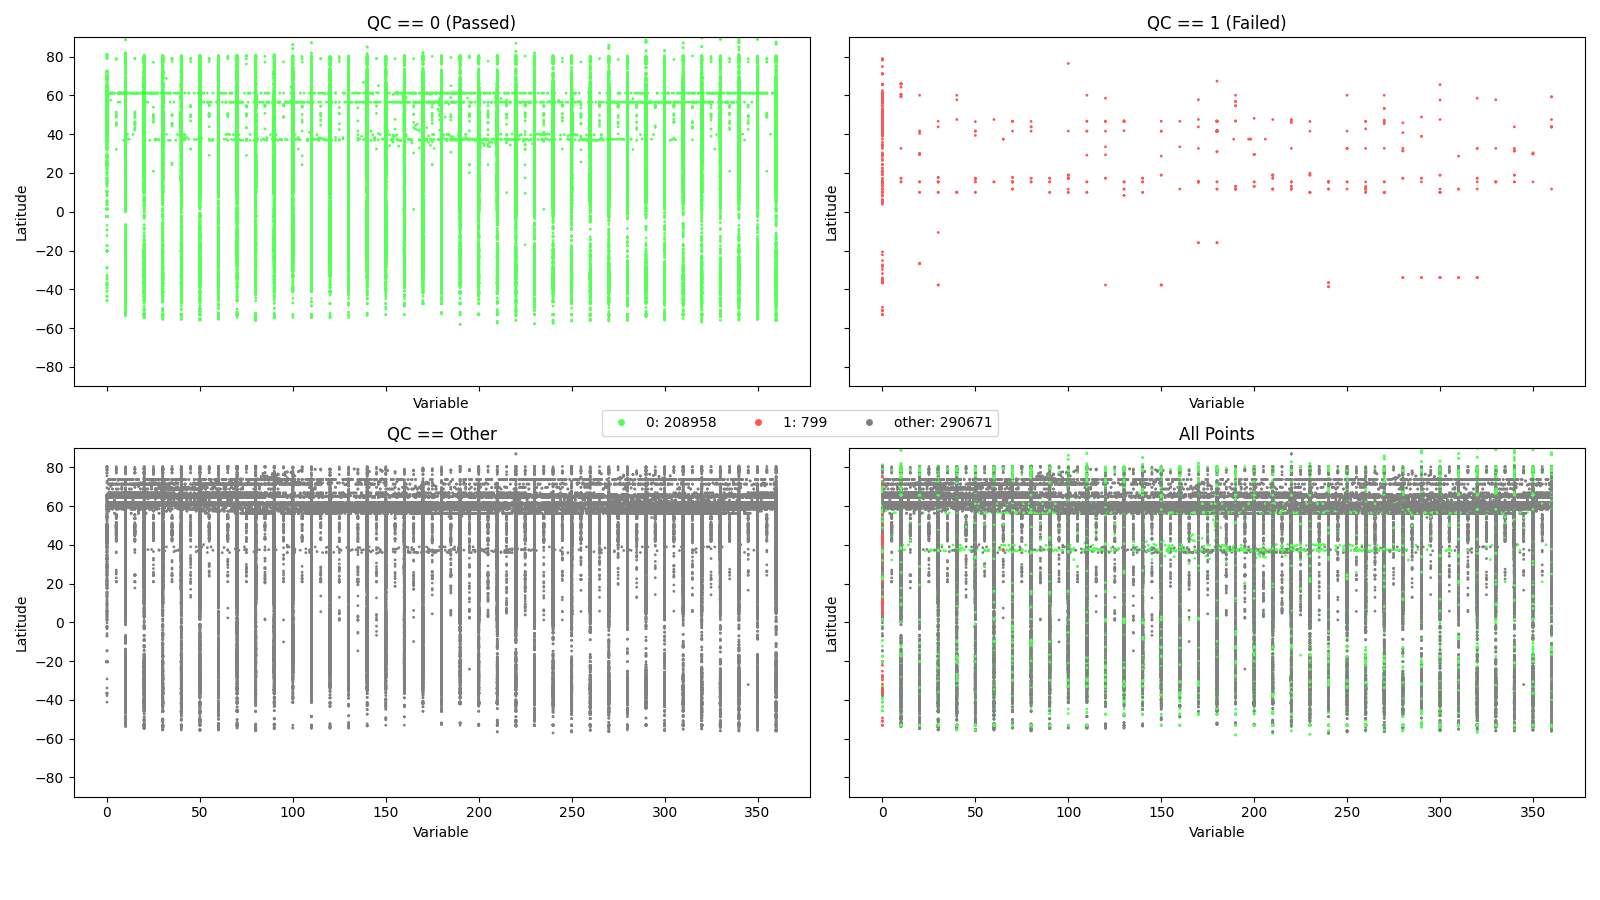 QC == 0 (Passed)
QC == 1 (Failed)
80
60
40
20
0
−20
−40
−60
−80
Latitude
Latitude
Variable
Variable
0: 208958 1: 799 other: 290671
QC == Other
All Points
80
60
40
20
0
−20
−40
−60
−80
Latitude
Latitude
0 50 100 150 200 250 300 350
0 50 100 150 200 250 300 350
Variable
Variable